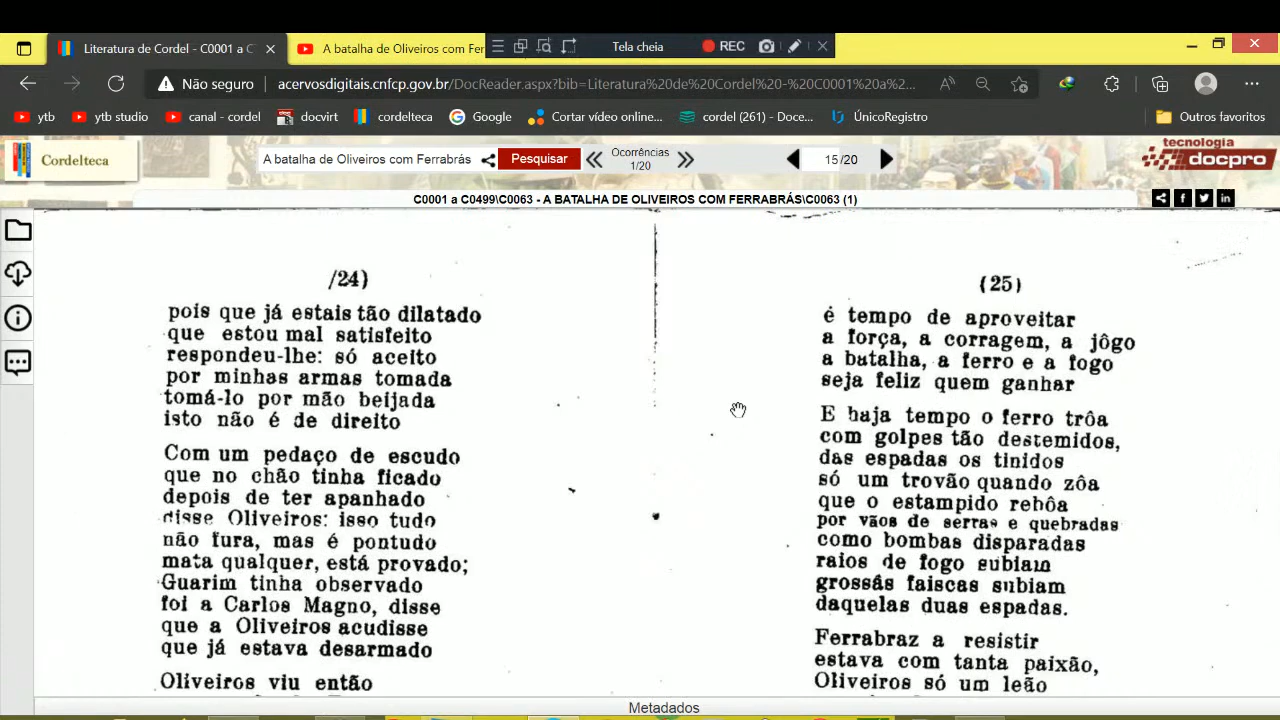 Literatura de Cordel - C0001 a C
A batalha de Oliveiros com Fer
Tela cheia
REC
Não seguro
acervosdigitais.cnfcp.gov.br/DocReader.aspx?bib=Literatura%20de%20Cordel%20-%20C0001%20a%2...
ytb
ytb studio
canal - cordel
docvirt
cordelteca
Google
Cortar vídeo online...
cordel (261) - Doce...
ÚnicoRegistro
Outros favoritos
Cordelteca
A batalha de Oliveiros com Ferrabrás
Pesquisar
Ocorrências
1/20
15/20
tecnologia
docpro
C0001 a C0499\C0063 - A BATALHA DE OLIVEIROS COM FERRABRÁS\C0063 (1)
/24)
pois que já estais tão dilatado
que estou mal satisfeito
respondeu-lhe: só aceito
por minhas armas tomada
tomá-lo por mão beijada
isto não é de direito
Com um pedaço de escudo
que no chão tinha ficado
depois de ter apanhado
disse Oliveiros: isso tudo
não fura, mas é pontudo
mata qualquer, está provado;
Guarim tinha observado
foi a Carlos Magno, disse
que a Oliveiros acudisse
que já estava desarmado
Oliveiros viu então
(25)
é tempo de aproveitar
a força, a corragem, a jôgo
a batalha, a ferro e a fogo
seja feliz quem ganhar
E haja tempo o ferro trôa
com golpes tão destemidos,
das espadas os tinidos
só um trovão quando zôa
que o estampido rebôa
por vãos de serras e quebradas
como bombas disparadas
raios de fogo subiam
grossâs faiscas subiam
daquelas duas espadas.
Ferrabraz a resistir
estava com tanta paixão,
Oliveiros só um leão
Metadados